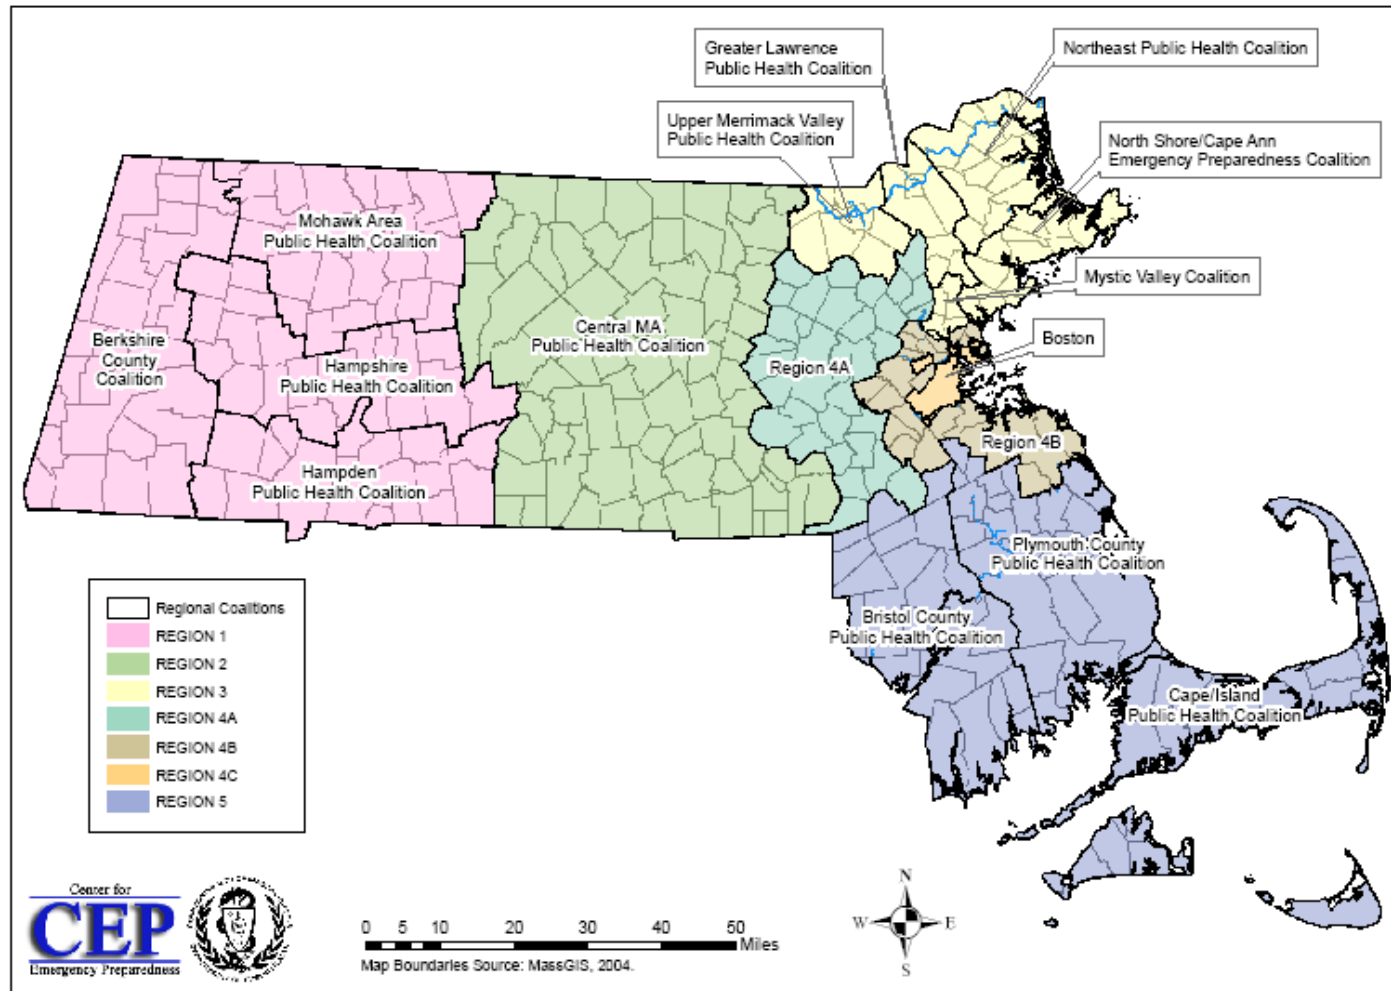 Greater Lawrence
Public Health Coalition
Northeast Public Health Coalition
Upper Merrimack Valley
Public Health Coalition
North Shore/Cape Ann
Emergency Preparedness Coalition
Mohawk Area
Public Health Coalition
Mystic Valley Coalition
Berkshire
County
Coalition
Central MA
Public Health Coalition
Boston
Hampshire
Public Health Coalition
Region 4A
Region 4B
Hampden
Public Health Coalition
Plymouth County
Public Health Coalition
Bristol County
Public Health Coalition
Cape/Island
Public Health Coalition
Regional Coalitions
REGION 1
REGION 2
REGION 3
REGION 4A
REGION 4B
REGION 4C
REGION 5
Center for
CEP
Emergency Preparedness
0 5 10 20 30 40 50
Miles
Map Boundaries Source: MassGIS, 2004.
N
W E
S